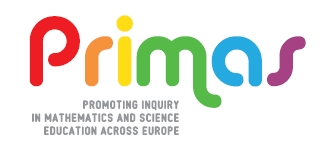 Primas
PROMOTING INQUIRY
IN MATHEMATICS AND SCIENCE
EDUCATION ACROSS EUROPE